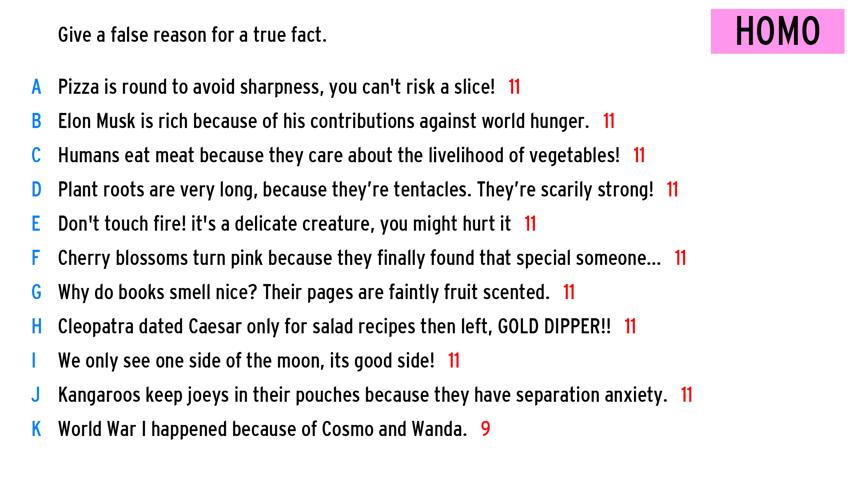 Give a false reason for a true fact.
HOMO
A Pizza is round to avoid sharpness, you can't risk a slice! 11
B Elon Musk is rich because of his contributions against world hunger. 11
C Humans eat meat because they care about the livelihood of vegetables! 11
D Plant roots are very long, because they’re tentacles. They’re scarily strong! 11
E Don't touch fire! it's a delicate creature, you might hurt it 11
F Cherry blossoms turn pink because they finally found that special someone... 11
G Why do books smell nice? Their pages are faintly fruit scented. 11
H Cleopatra dated Caesar only for salad recipes then left, GOLD DIPPER!! 11
I We only see one side of the moon, its good side! 11
J Kangaroos keep joeys in their pouches because they have separation anxiety. 11
K World War I happened because of Cosmo and Wanda. 9